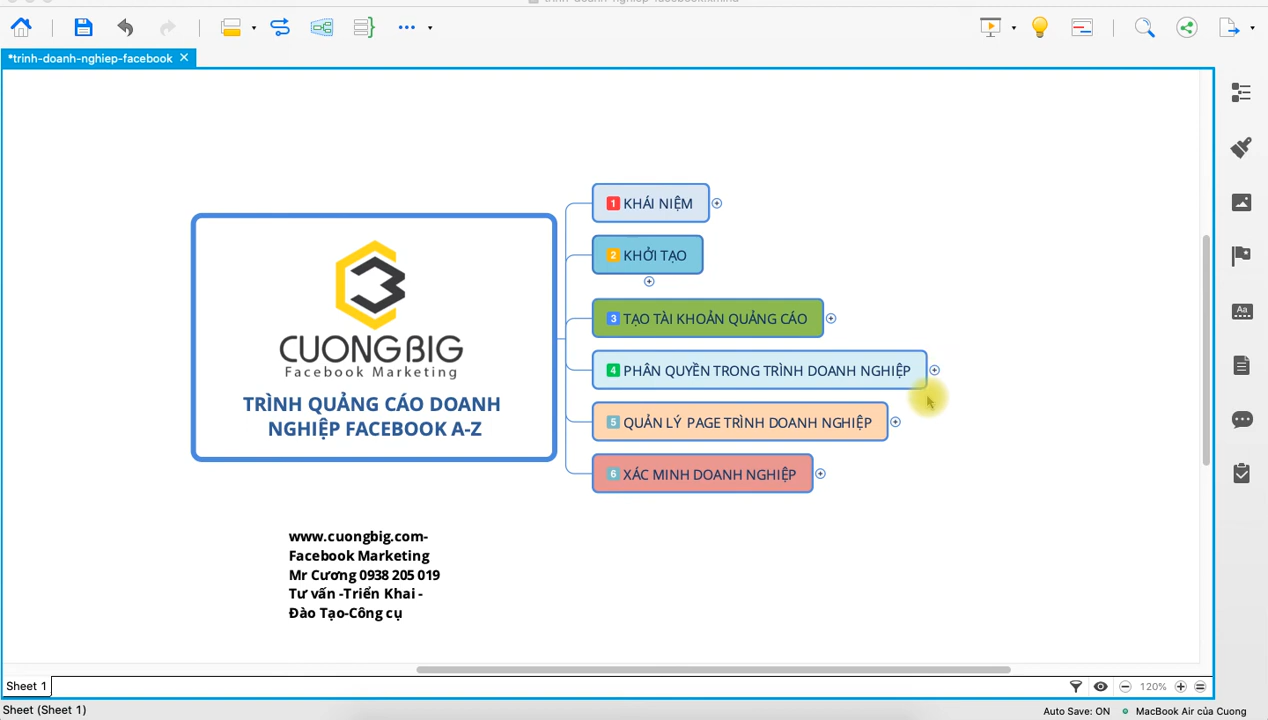 *trinh-doanh-nghiep-facebook
1 KHÁI NIỆM
2 KHỞI TẠO
3 TẠO TÀI KHOẢN QUẢNG CÁO
4 PHÂN QUYỀN TRONG TRÌNH DOANH NGHIỆP
5 QUẢN LÝ PAGE TRÌNH DOANH NGHIỆP
6 XÁC MINH DOANH NGHIỆP
CUONGBIG
Facebook Marketing
TRÌNH QUẢNG CÁO DOANH
NGHIỆP FACEBOOK A-Z
www.cuongbig.com-
Facebook Marketing
Mr Cương 0938 205 019
Tư vấn -Triển Khai -
Đào Tạo-Công cụ
Aa
Sheet 1
120%
Sheet (Sheet 1)
Auto Save: ON
MacBook Air của Cuong